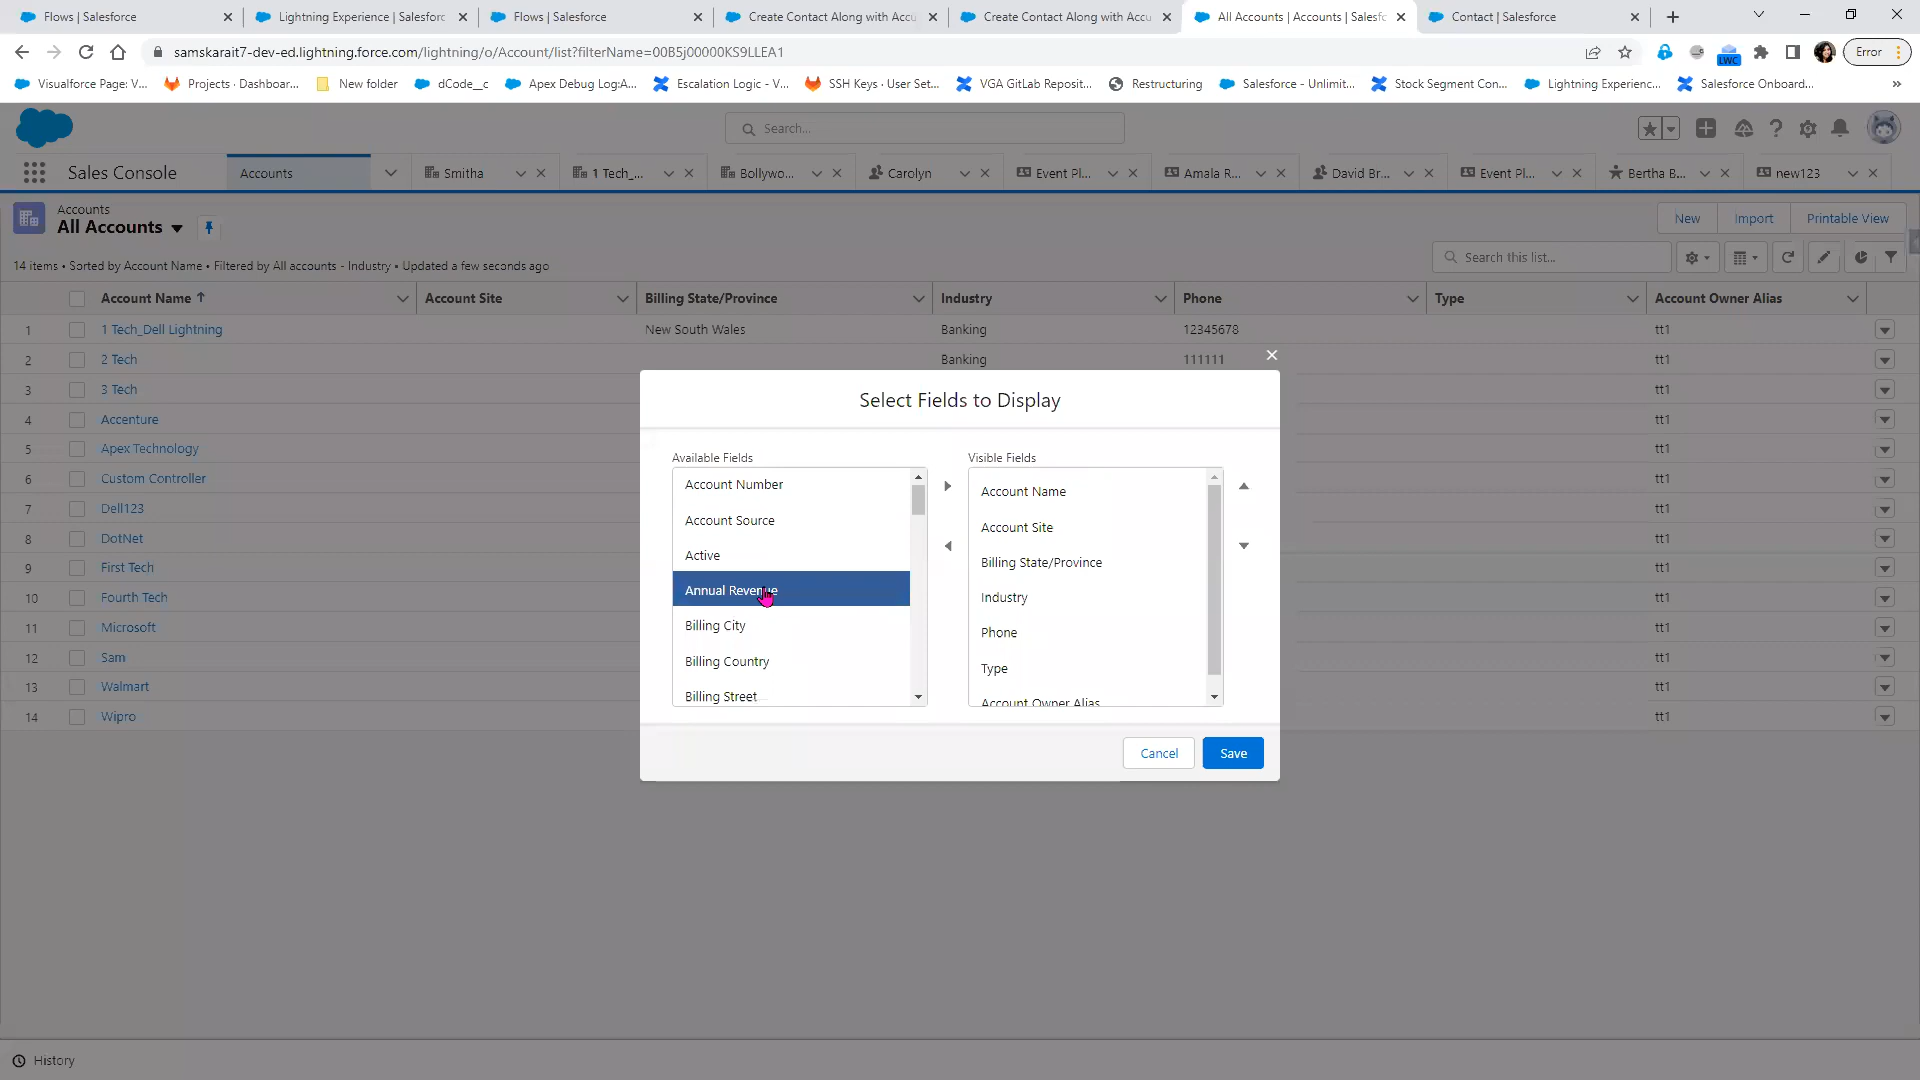 Flows | Salesforce
Lightning Experience | Salesforc
Flows | Salesforce
Create Contact Along with Accou
Create Contact Along with Accou
All Accounts | Accounts | Salesfo
Contact | Salesforce
samskarait7-dev-ed.lightning.force.com/lightning/o/Account/list?filterName=00B5j00000KS9LLEA1
LWC
Error
Visualforce Page: V...
Projects · Dashboar...
New folder
dCode__c
Apex Debug Log:A...
Escalation Logic - V...
SSH Keys · User Set...
VGA GitLab Reposit...
Restructuring
Salesforce - Unlimit...
Stock Segment Con...
Lightning Experienc...
Salesforce Onboard...
Search...
Sales Console
Accounts
Smitha
1 Tech_...
Bollywo...
Carolyn
Event Pl...
Amala R...
David Br...
Event Pl...
Bertha B...
new123
Accounts
All Accounts
New
Import
Printable View
14 items • Sorted by Account Name • Filtered by All accounts - Industry • Updated a few seconds ago
Search this list...
Account Name
Account Site
Billing State/Province
Industry
Phone
Type
Account Owner Alias
1 1 Tech_Dell Lightning New South Wales Banking 12345678 tt1
2 2 Tech Banking 111111 tt1
3 3 Tech tt1
4 Accenture tt1
5 Apex Technology tt1
6 Custom Controller tt1
7 Dell123 tt1
8 DotNet tt1
9 First Tech tt1
10 Fourth Tech tt1
11 Microsoft tt1
12 Sam tt1
13 Walmart tt1
14 Wipro tt1
Select Fields to Display
Available Fields
Account Number
Account Source
Active
Annual Revenue
Billing City
Billing Country
Billing Street
Visible Fields
Account Name
Account Site
Billing State/Province
Industry
Phone
Type
Account Owner Alias
Cancel
Save
History